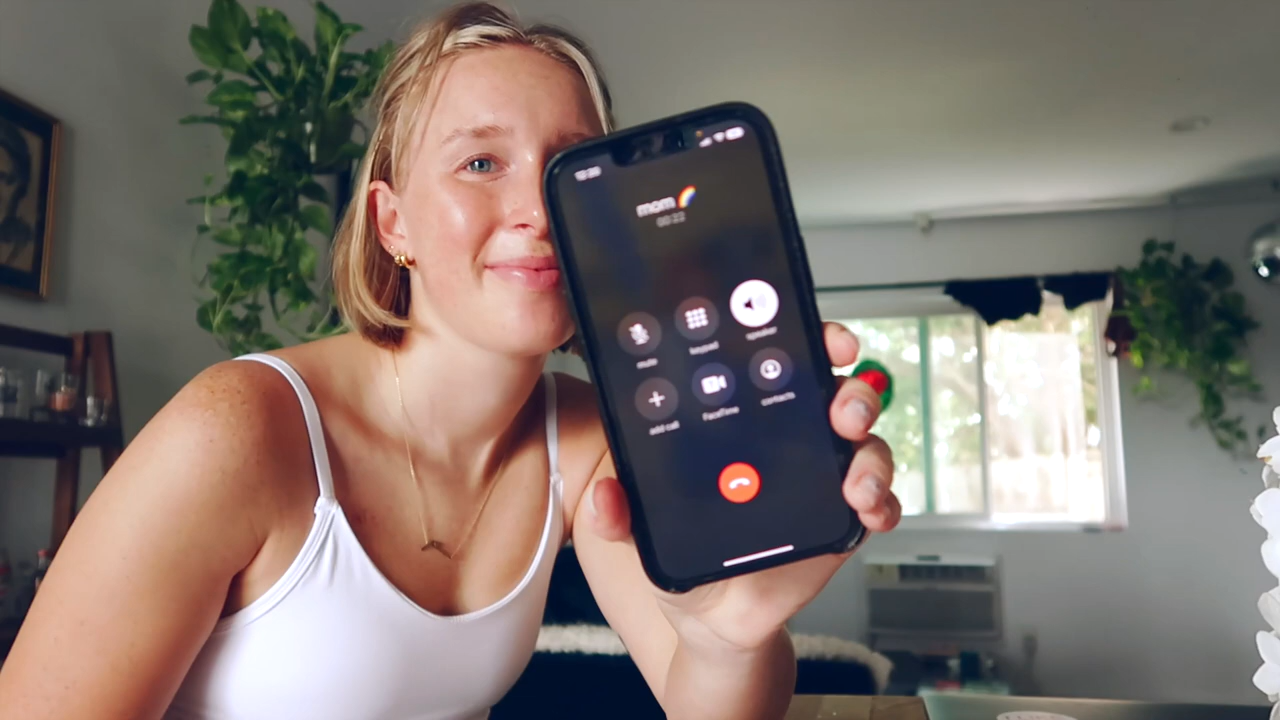 mom 🌈
00:22
mute
keypad
speaker
add call
FaceTime
contacts